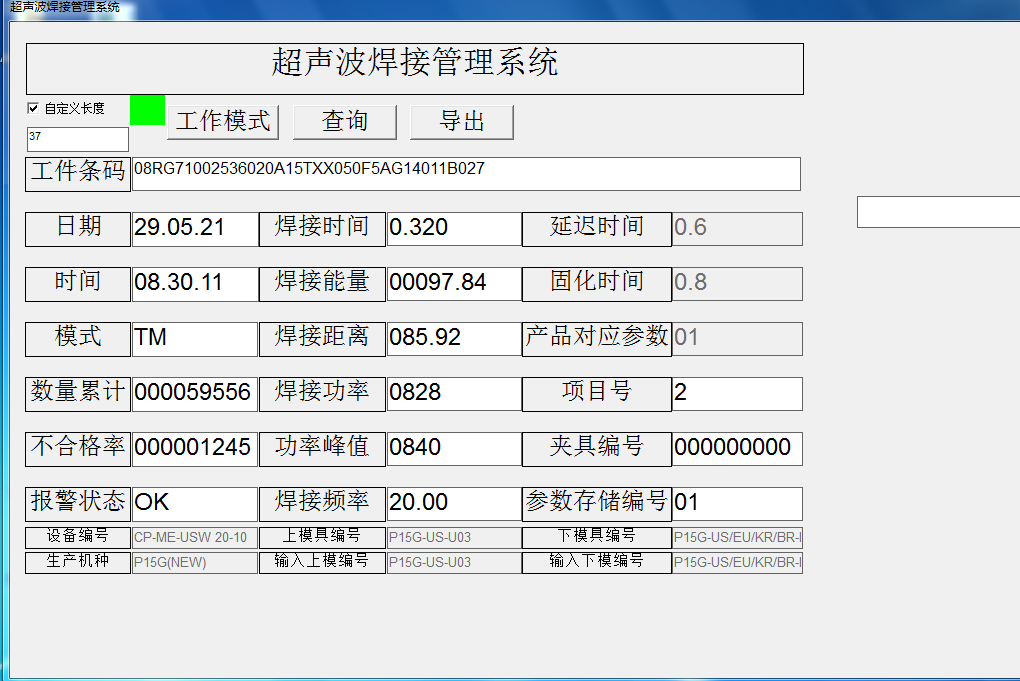 超声波焊接管理系统
超声波焊接管理系统
自定义长度
37
工作模式 查询 导出
工件条码 08RG71002536020A15TXX050F5AG14011B027
日期 29.05.21 焊接时间 0.320 延迟时间 0.6
时间 08.30.11 焊接能量 00097.84 固化时间 0.8
模式 TM 焊接距离 085.92 产品对应参数 01
数量累计 000059556 焊接功率 0828 项目号 2
不合格率 000001245 功率峰值 0840 夹具编号 000000000
报警状态 OK 焊接频率 20.00 参数存储编号 01
设备编号 CP-ME-USW 20-10 上模具编号 P15G-US-U03 下模具编号 P15G-US/EU/KR/BR-
生产机种 P15G(NEW) 输入上模编号 P15G-US-U03 输入下模编号 P15G-US/EU/KR/BR-